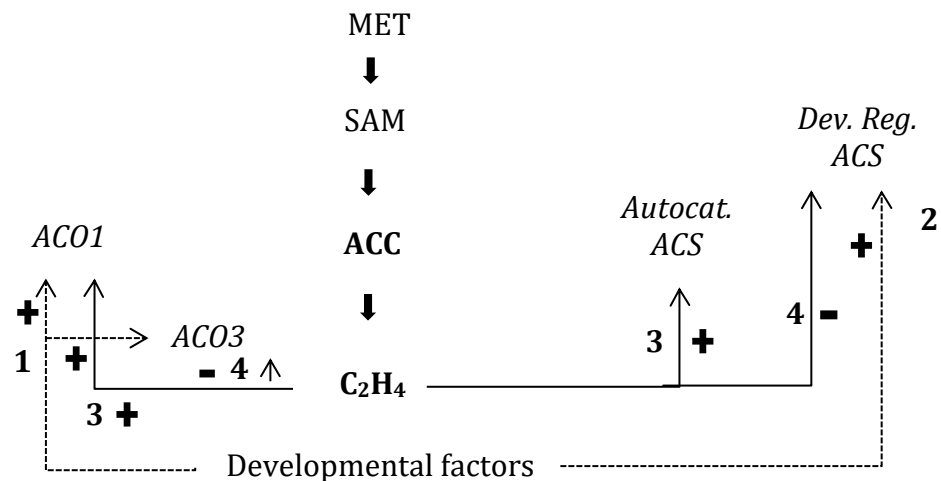 MET
SAM
Dev. Reg.
ACS
2
Autocat.
ACS
ACO1
ACC
+
+
ACO3
4 -
3 +
1
+
- 4
C₂H₄
3 +
Developmental factors